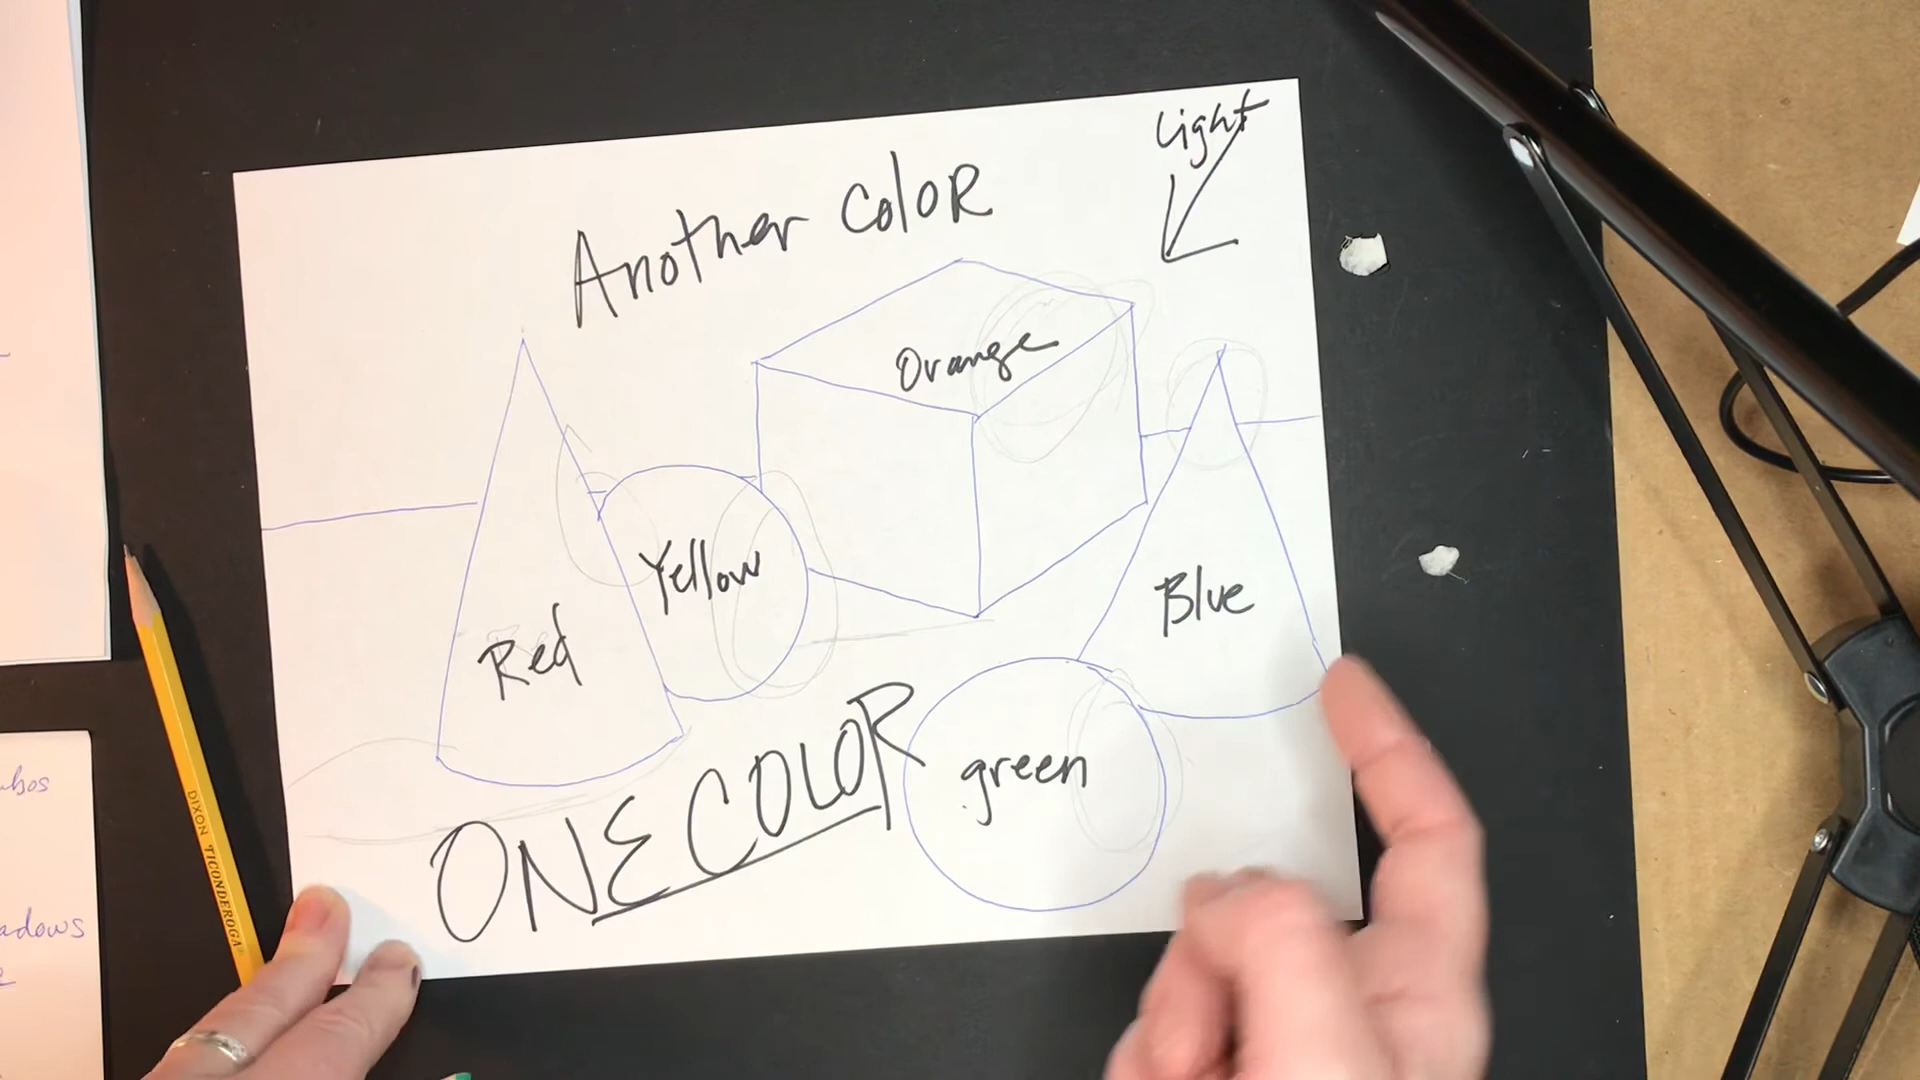 Light
Another Color
Orange
Yellow
Blue
Red
green
ONE COLOR
DIXON TICONDEROGA